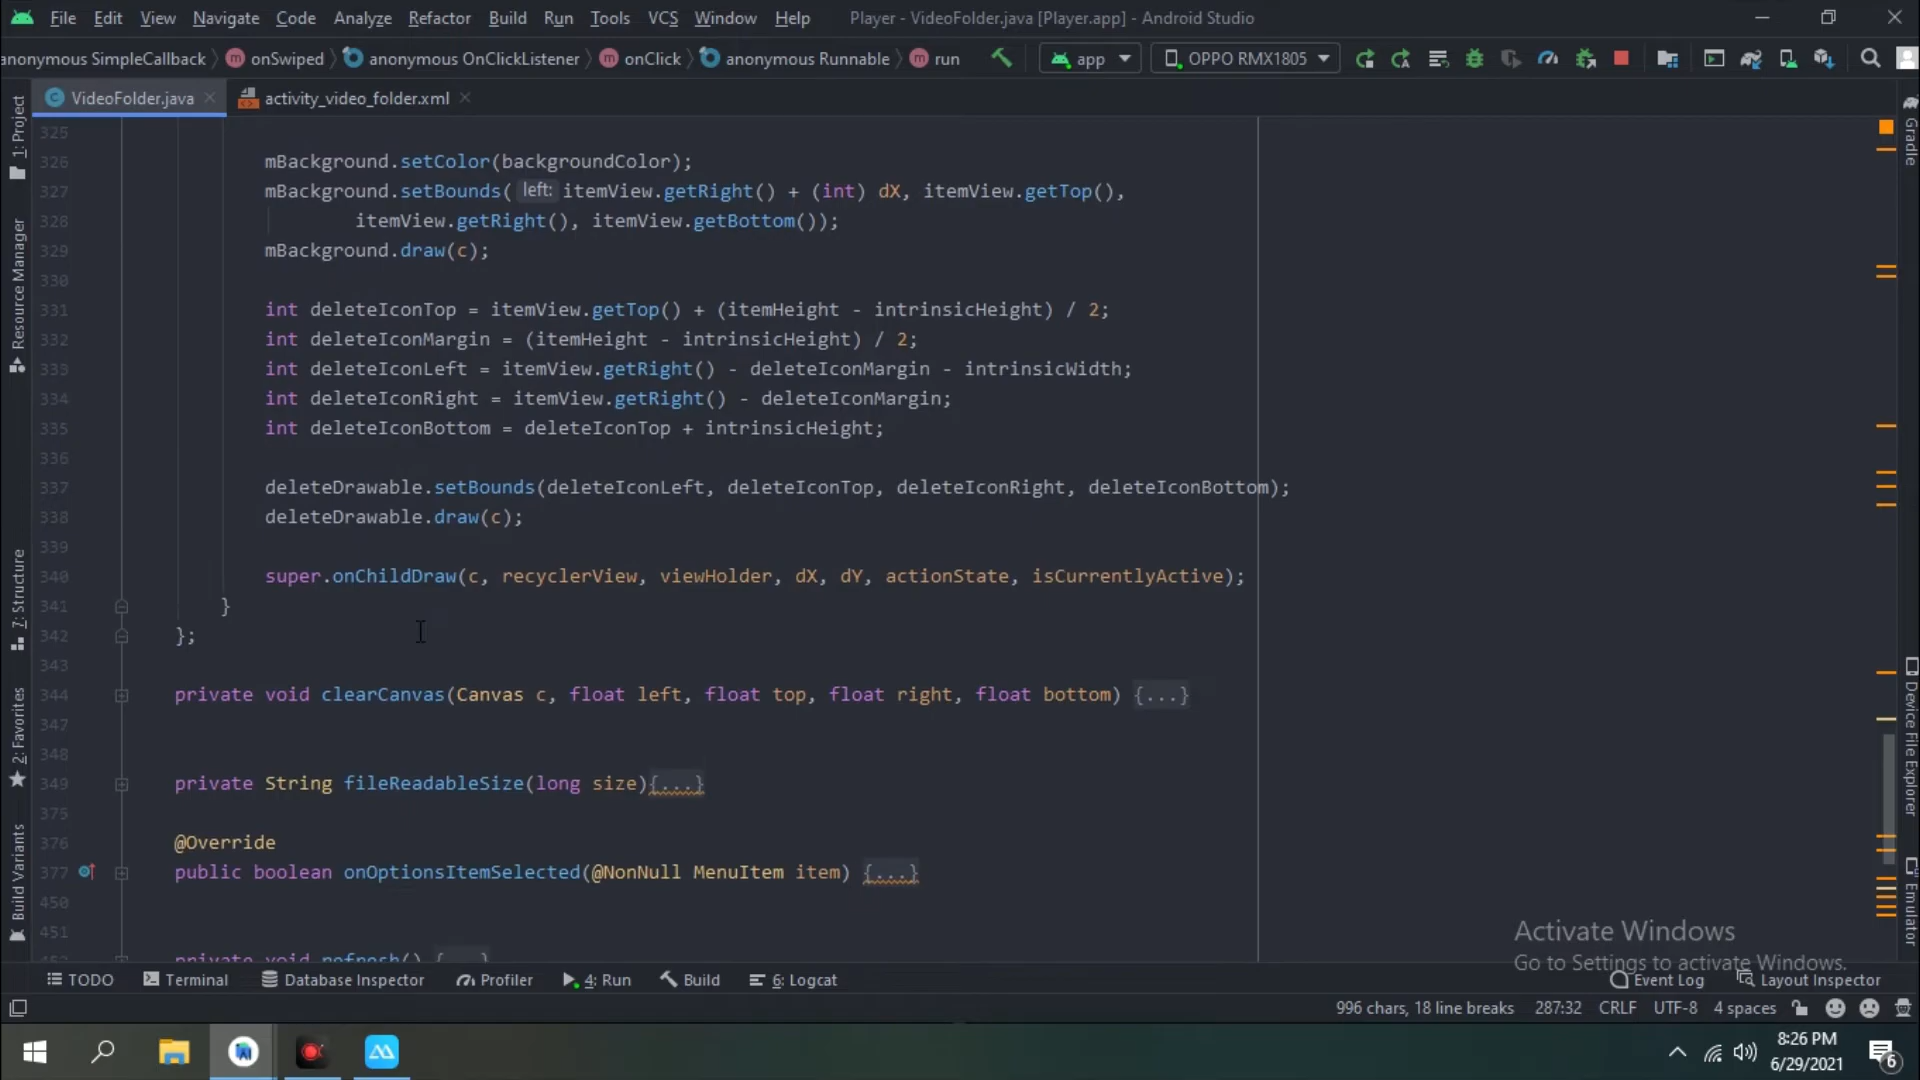 File Edit View Navigate Code Analyze Refactor Build Run Tools VCS Window Help Player - VideoFolder.java [Player.app] - Android Studio
anonymous SimpleCallback onSwiped anonymous OnClickListener onClick anonymous Runnable run app OPPO RMX1805
VideoFolder.java activity_video_folder.xml
1: Project
Resource Manager
7: Structure
2: Favorites
Build Variants
325
326 mBackground.setColor(backgroundColor);
327 mBackground.setBounds( left: itemView.getRight() + (int) dX, itemView.getTop(),
328 itemView.getRight(), itemView.getBottom());
329 mBackground.draw(c);
330
331 int deleteIconTop = itemView.getTop() + (itemHeight - intrinsicHeight) / 2;
332 int deleteIconMargin = (itemHeight - intrinsicHeight) / 2;
333 int deleteIconLeft = itemView.getRight() - deleteIconMargin - intrinsicWidth;
334 int deleteIconRight = itemView.getRight() - deleteIconMargin;
335 int deleteIconBottom = deleteIconTop + intrinsicHeight;
336
337 deleteDrawable.setBounds(deleteIconLeft, deleteIconTop, deleteIconRight, deleteIconBottom);
338 deleteDrawable.draw(c);
339
340 super.onChildDraw(c, recyclerView, viewHolder, dX, dY, actionState, isCurrentlyActive);
341 }
342 };
343
344 private void clearCanvas(Canvas c, float left, float top, float right, float bottom) {...}
347
348
349 private String fileReadableSize(long size){...}
375
376 @Override
377 public boolean onOptionsItemSelected(@NonNull MenuItem item) {...}
450
451
452 private void refresh() {...}
Gradle
Device File Explorer
Emulator
Activate Windows
Go to Settings to activate Windows.
TODO Terminal Database Inspector Profiler 4: Run Build 6: Logcat Event Log Layout Inspector
996 chars, 18 line breaks 287:32 CRLF UTF-8 4 spaces
8:26 PM
6/29/2021
6